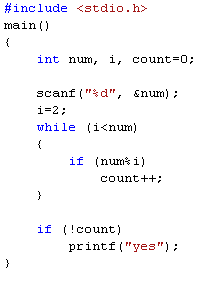 #include <stdio.h>
main()
{
int num, i, count=0;
scanf("%d", &num);
i=2;
while (i<num)
{
if (num%i)
count++;
}
if (!count)
printf("yes");
}